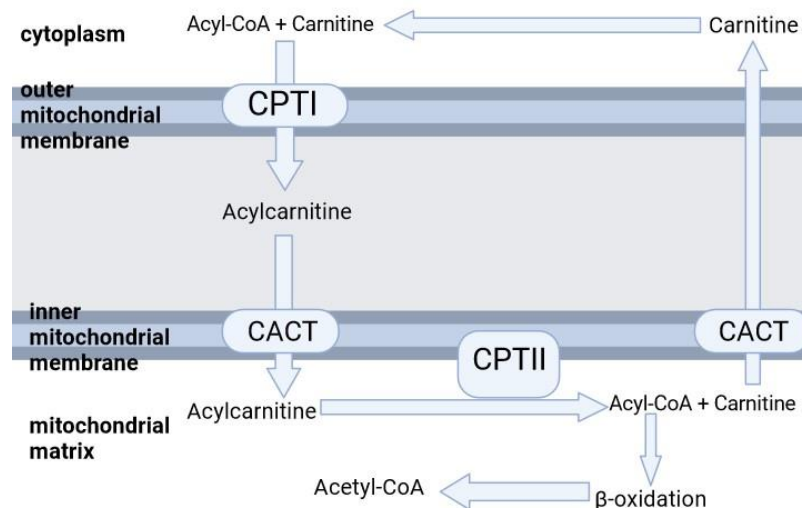 cytoplasm
Acyl-CoA + Carnitine
Carnitine
outer
mitochondrial
membrane
CPTI
Acylcarnitine
inner
mitochondrial
membrane
CACT
CPTII
CACT
mitochondrial
matrix
Acylcarnitine
Acyl-CoA + Carnitine
Acetyl-CoA
β-oxidation